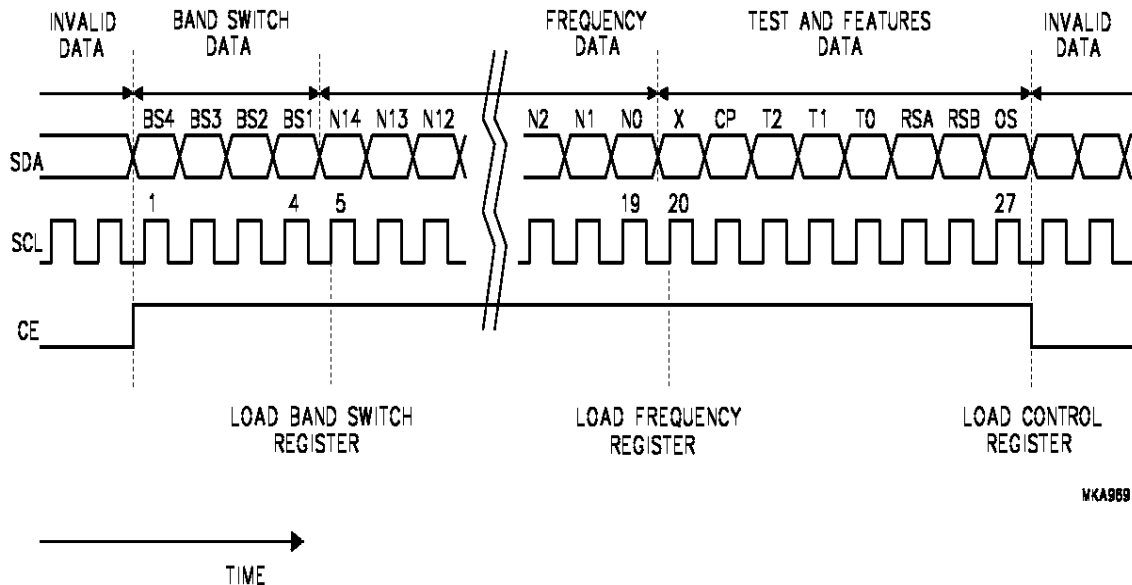 INVALID DATA
BAND SWITCH DATA
FREQUENCY DATA
TEST AND FEATURES DATA
INVALID DATA
BS4 BS3 BS2 BS1 N14 N13 N12 N2 N1 N0 X CP T2 T1 T0 RSA RSB OS
SDA
1 4 5 19 20 27
SCL
CE
LOAD BAND SWITCH REGISTER
LOAD FREQUENCY REGISTER
LOAD CONTROL REGISTER
MKA969
TIME